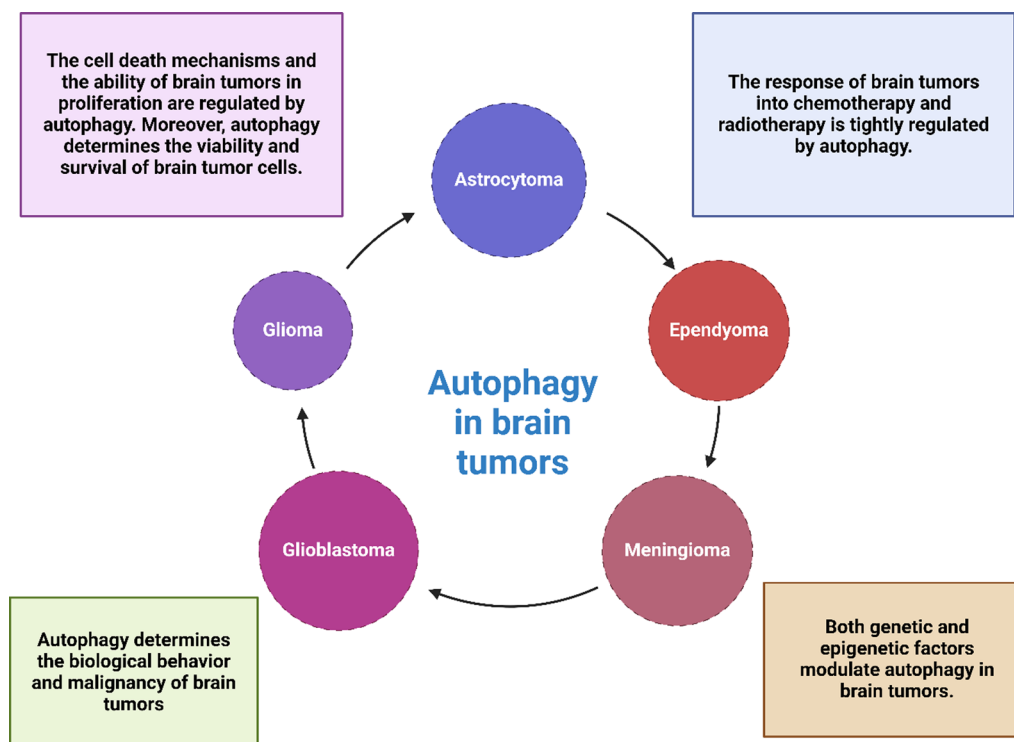 The cell death mechanisms and
the ability of brain tumors in
proliferation are regulated by
autophagy. Moreover, autophagy
determines the viability and
survival of brain tumor cells.
The response of brain tumors
into chemotherapy and
radiotherapy is tightly regulated
by autophagy.
Astrocytoma
Glioma
Ependyoma
Autophagy
in brain
tumors
Glioblastoma
Meningioma
Autophagy determines
the biological behavior
and malignancy of brain
tumors
Both genetic and
epigenetic factors
modulate autophagy in
brain tumors.